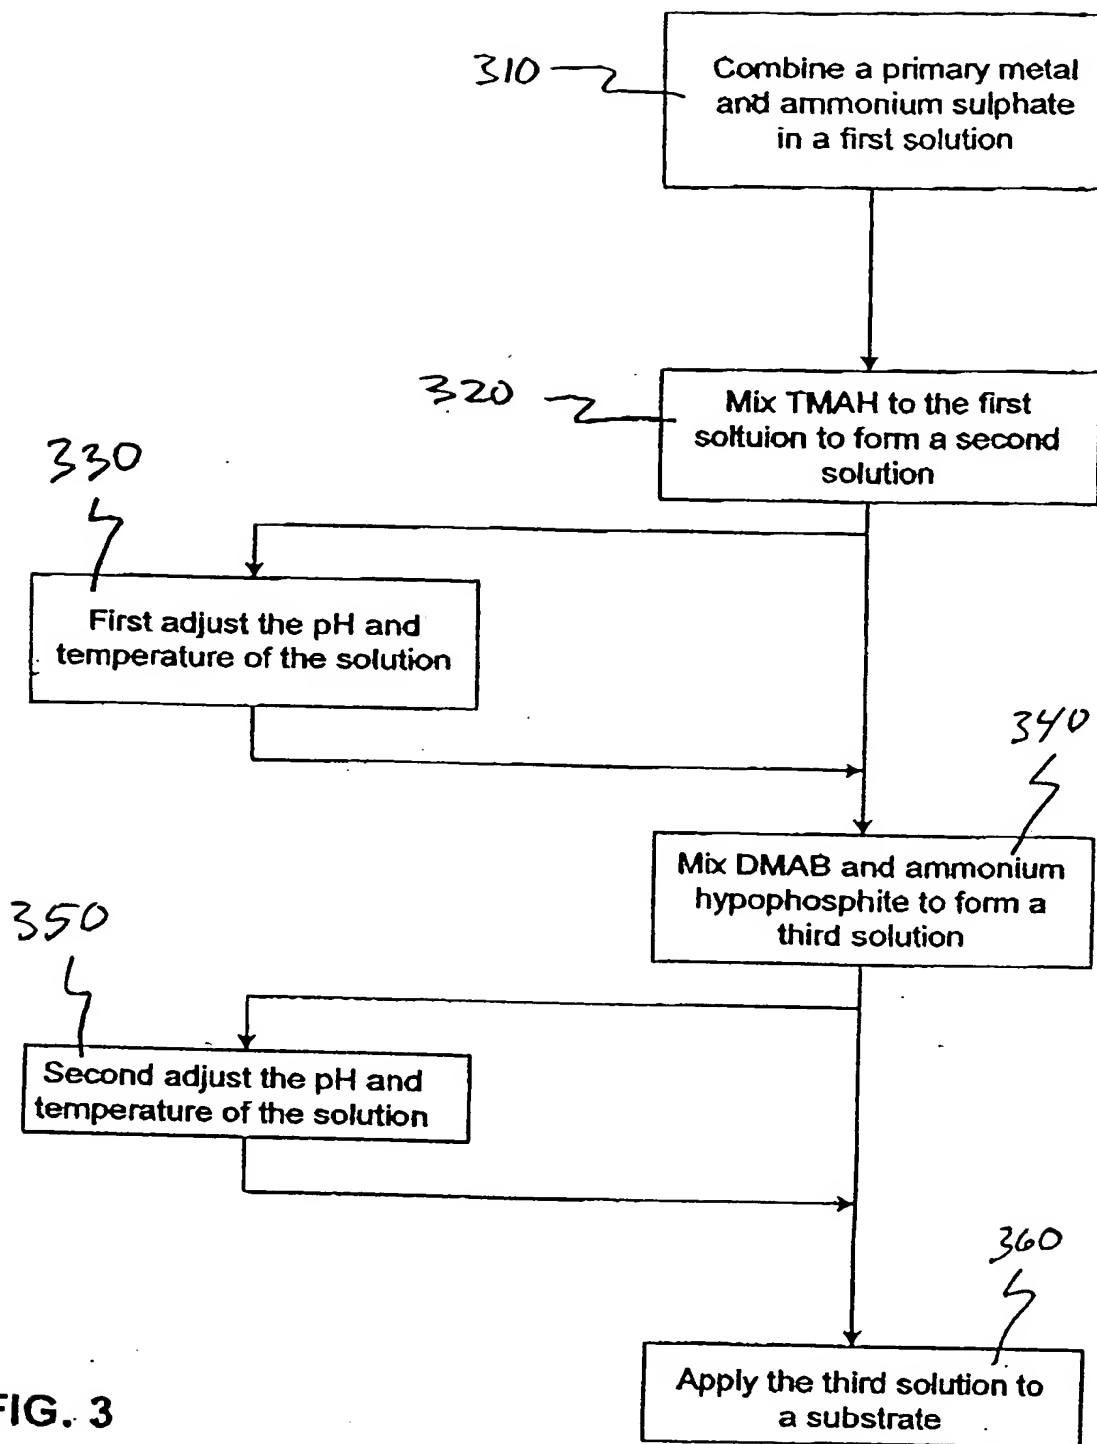 310
Combine a primary metal
and ammonium sulphate
in a first solution
320
Mix TMAH to the first
soltuion to form a second
solution
330
First adjust the pH and
temperature of the solution
340
Mix DMAB and ammonium
hypophosphite to form a
third solution
350
Second adjust the pH and
temperature of the solution
360
Apply the third solution to
a substrate
FIG. 3